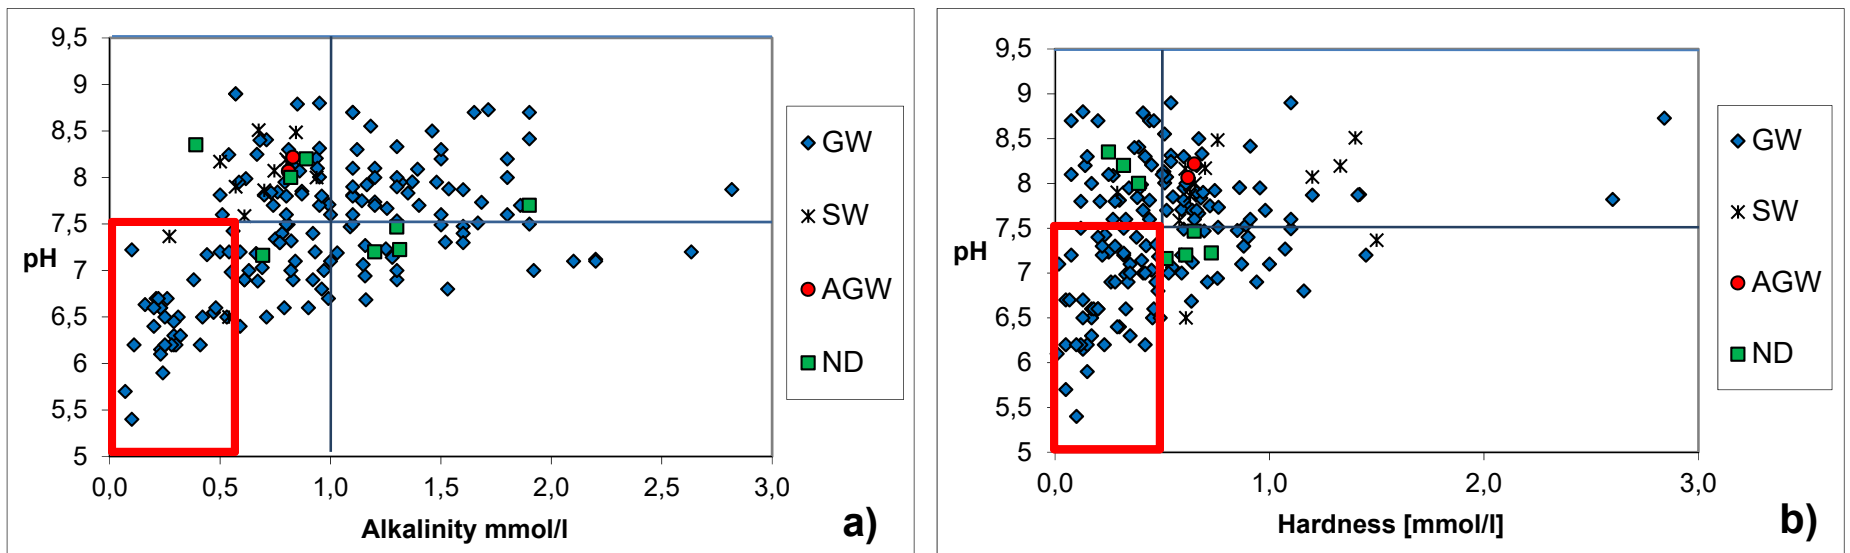 9,5
9
8,5
8
7,5
7
6,5
6
5,5
5
pH
0,0 0,5 1,0 1,5 2,0 2,5 3,0
Alkalinity mmol/l
GW
SW
AGW
ND
a)
9,5
9
8,5
8
7,5
7
6,5
6
5,5
5
pH
0,0 1,0 2,0 3,0
Hardness [mmol/l]
GW
SW
AGW
ND
b)